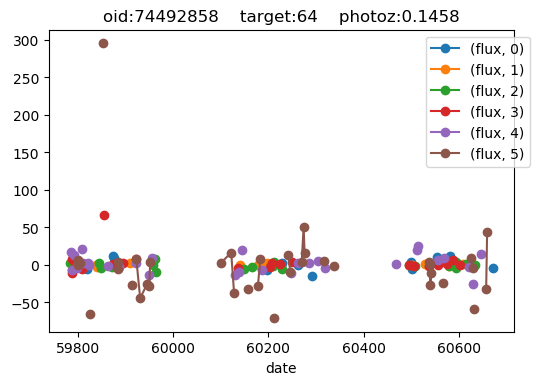 oid:74492858 target:64 photoz:0.1458
300
250
200
150
100
50
0
−50
59800
60000
60200
60400
60600
date
(flux, 0)
(flux, 1)
(flux, 2)
(flux, 3)
(flux, 4)
(flux, 5)